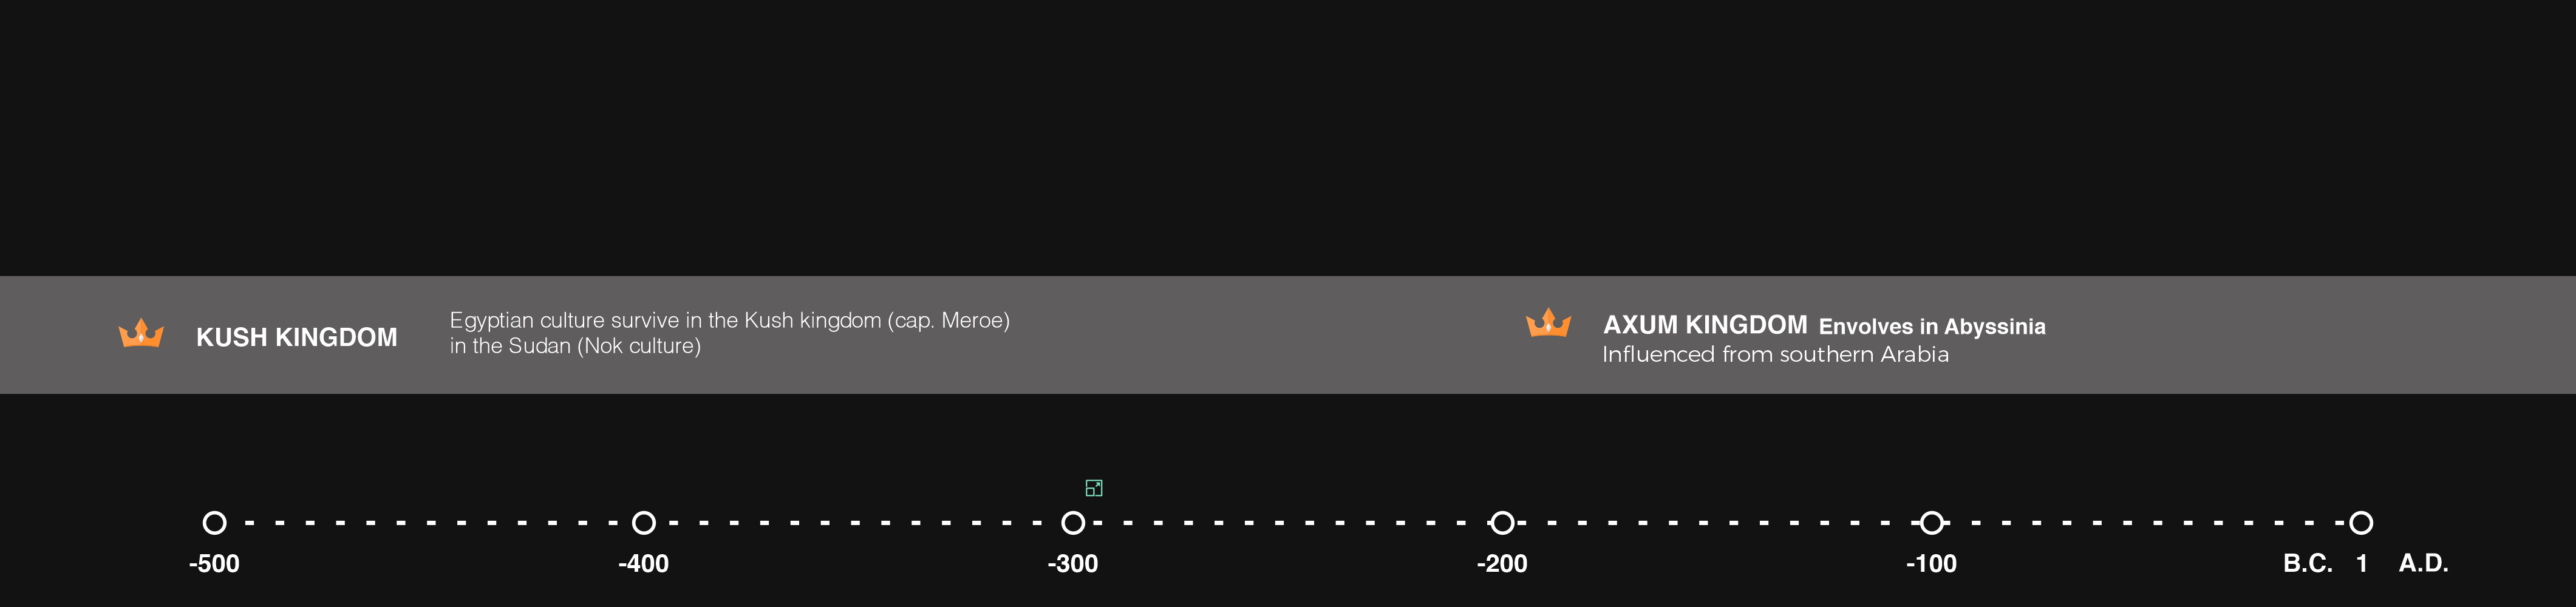 KUSH KINGDOM
Egyptian culture survive in the Kush kingdom (cap. Meroe)
in the Sudan (Nok culture)
AXUM KINGDOM Envolves in Abyssinia
Influenced from southern Arabia
-500 -400 -300 -200 -100 B.C. 1 A.D.